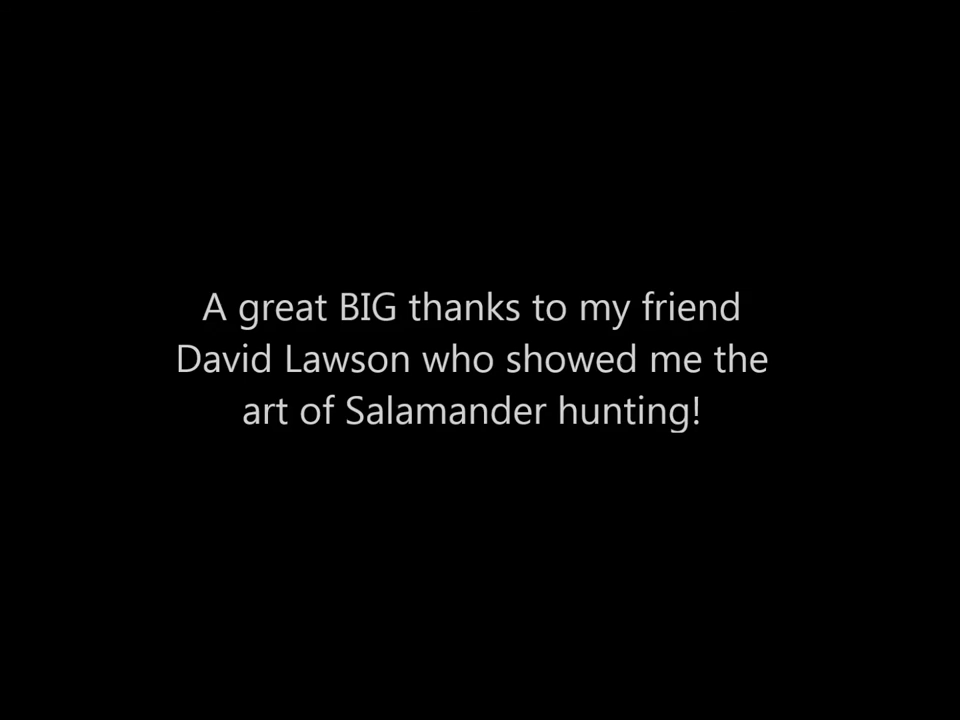 A great BIG thanks to my friend
David Lawson who showed me the
art of Salamander hunting!